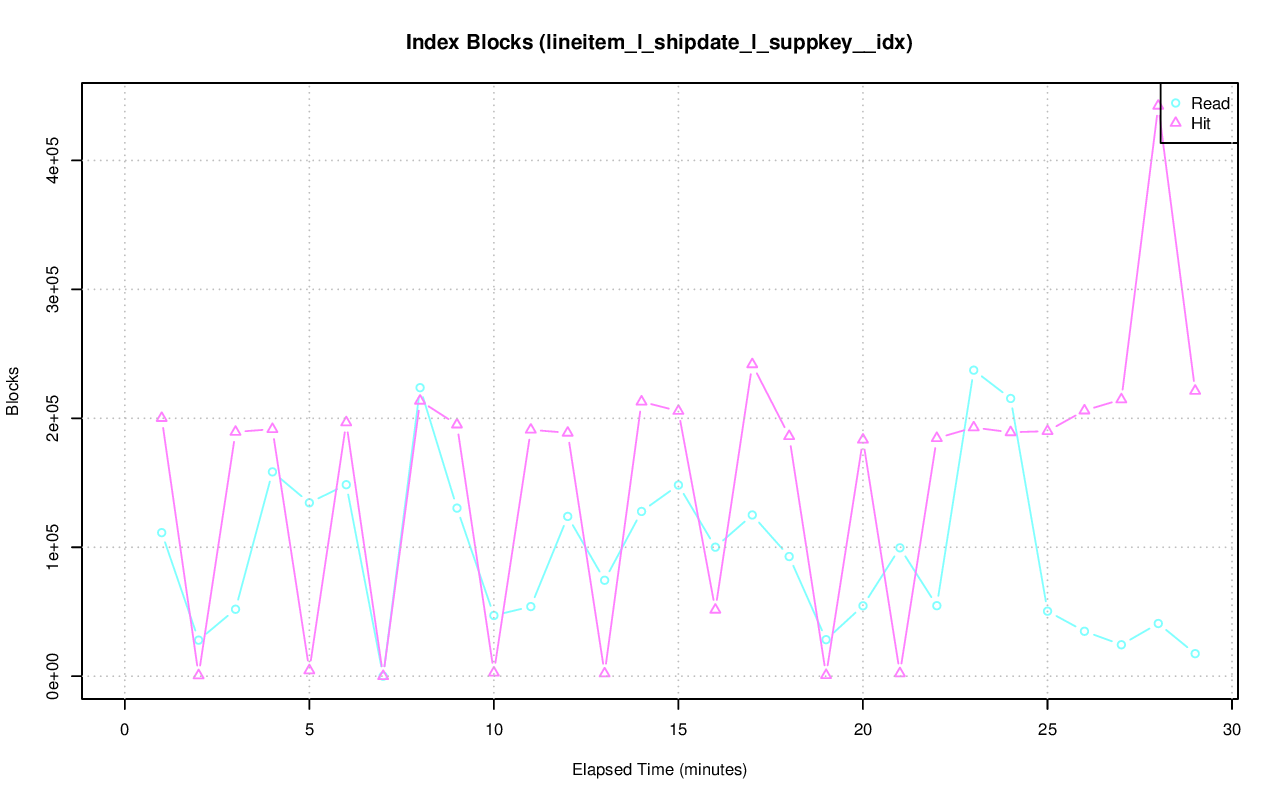 Index Blocks (lineitem_l_shipdate_l_suppkey__idx)
Read
Hit
Blocks
4e+05
3e+05
2e+05
1e+05
0e+00
0 5 10 15 20 25 30
Elapsed Time (minutes)